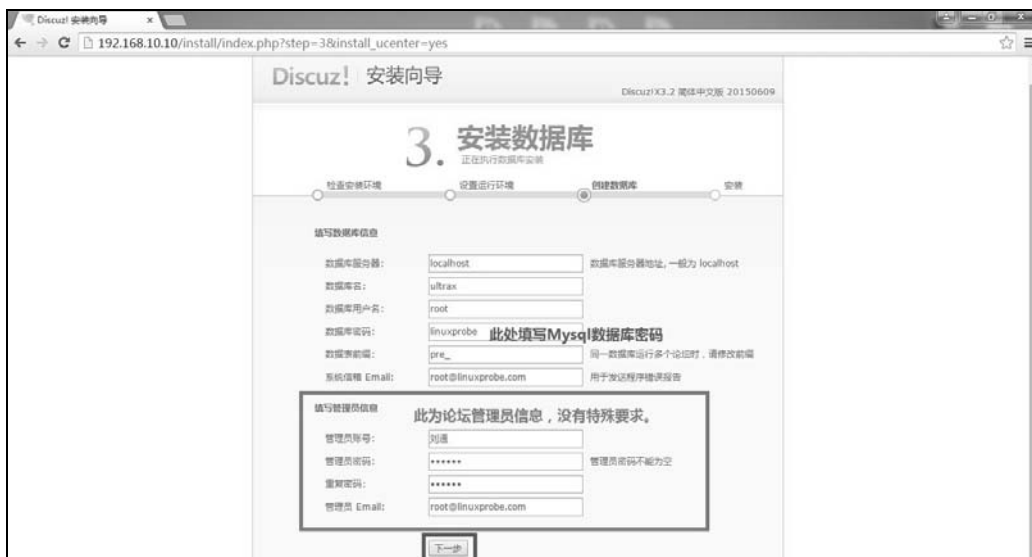 Discuz! 安装向导
192.168.10.10/install/index.php?step=3&install_ucenter=yes
Discuz! 安装向导
Discuz!X3.2 简体中文版 20150609
3. 安装数据库
正在执行数据库安装
检查安装环境 设置运行环境 创建数据库 安装
填写数据库信息
数据库服务器: localhost 数据库服务器地址, 一般为 localhost
数据库名: ultrax
数据库用户名: root
数据库密码: linuxprobe 此处填写Mysql数据库密码
数据表前缀: pre_ 同一数据库运行多个论坛时，请修改前缀
系统信箱 Email: root@linuxprobe.com 用于发送程序错误报告
填写管理员信息 此为论坛管理员信息，没有特殊要求。
管理员账号: 刘遄
管理员密码: •••••• 管理员密码不能为空
重复密码: ••••••
管理员 Email: root@linuxprobe.com
下一步